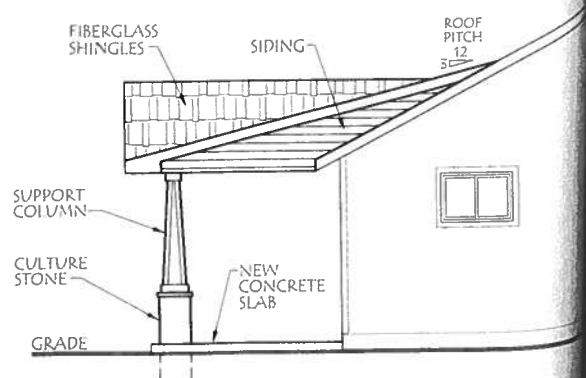 FIBERGLASS
SHINGLES
SIDING
ROOF
PITCH
12
3
SUPPORT
COLUMN
CULTURE
STONE
NEW
CONCRETE
SLAB
GRADE